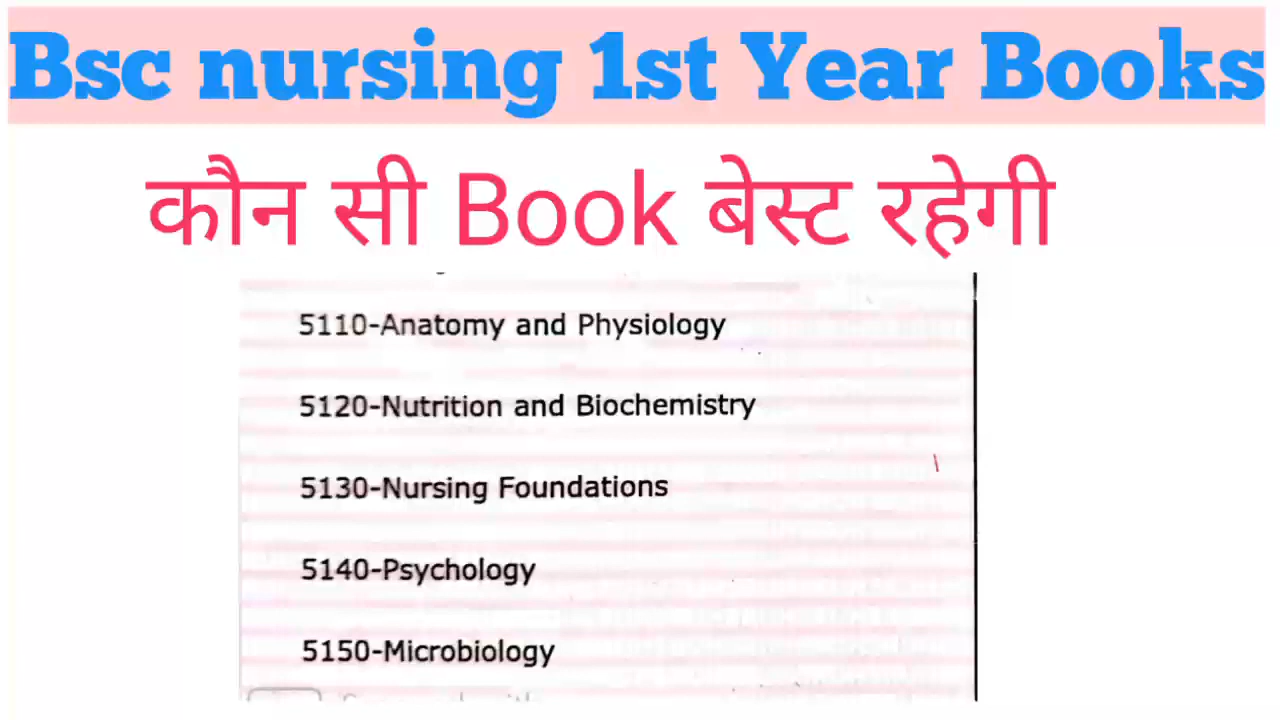 Bsc nursing 1st Year Books
कौन सी Book बेस्ट रहेगी
5110-Anatomy and Physiology
5120-Nutrition and Biochemistry
5130-Nursing Foundations
5140-Psychology
5150-Microbiology